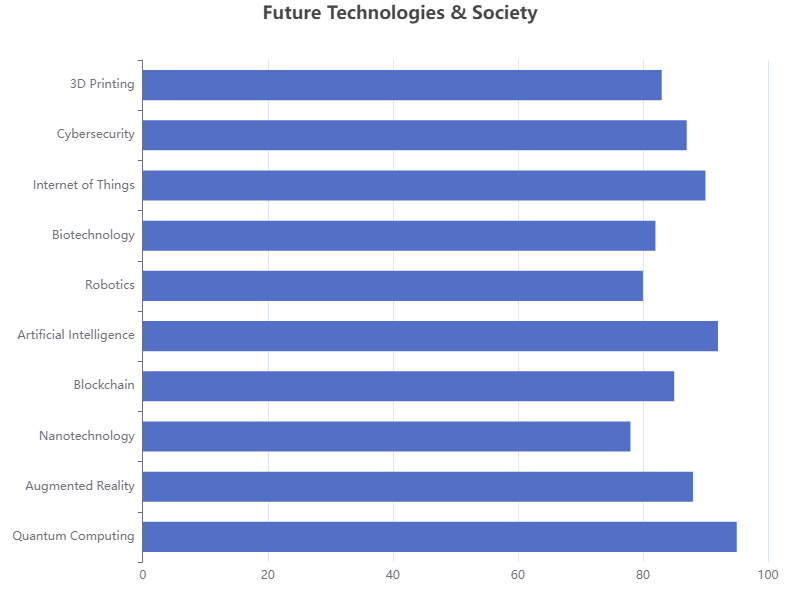 Future Technologies & Society
3D Printing
Cybersecurity
Internet of Things
Biotechnology
Robotics
Artificial Intelligence
Blockchain
Nanotechnology
Augmented Reality
Quantum Computing
0 20 40 60 80 100